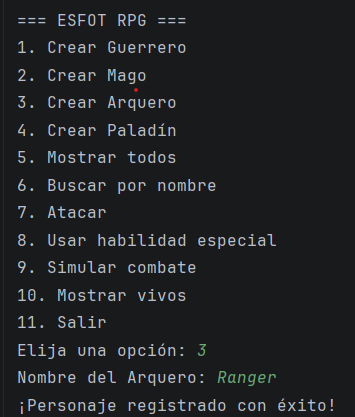 === ESFOT RPG ===
1. Crear Guerrero
2. Crear Mago
3. Crear Arquero
4. Crear Paladín
5. Mostrar todos
6. Buscar por nombre
7. Atacar
8. Usar habilidad especial
9. Simular combate
10. Mostrar vivos
11. Salir
Elija una opción: 3
Nombre del Arquero: Ranger
¡Personaje registrado con éxito!